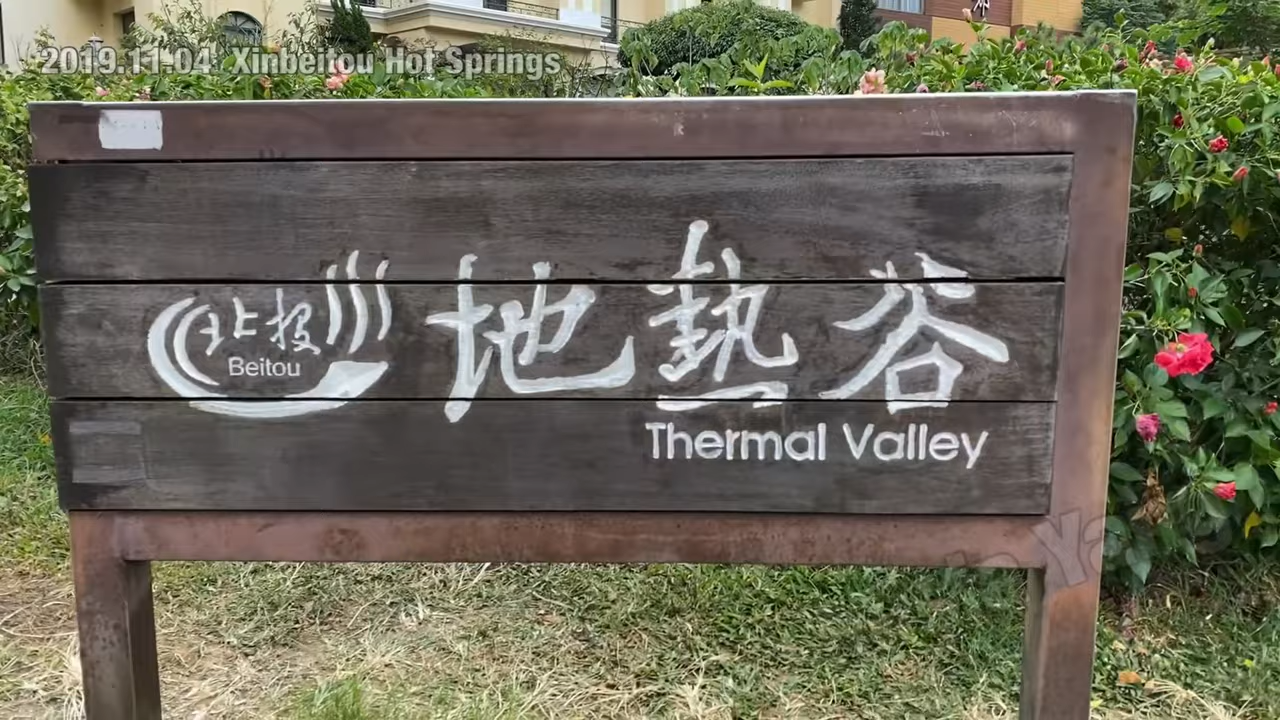 2019.11-04 Xinbeitou Hot Springs
北投
Beitou
地熱谷
Thermal Valley